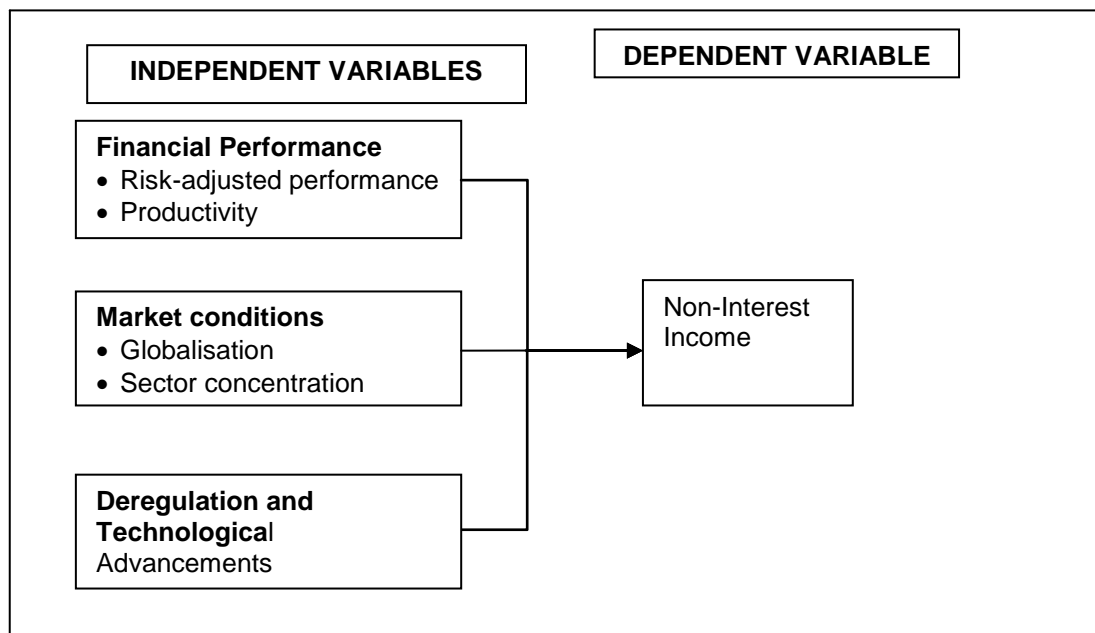 INDEPENDENT VARIABLES
DEPENDENT VARIABLE
Financial Performance
• Risk-adjusted performance
• Productivity
Market conditions
• Globalisation
• Sector concentration
Non-Interest
Income
Deregulation and
Technological
Advancements